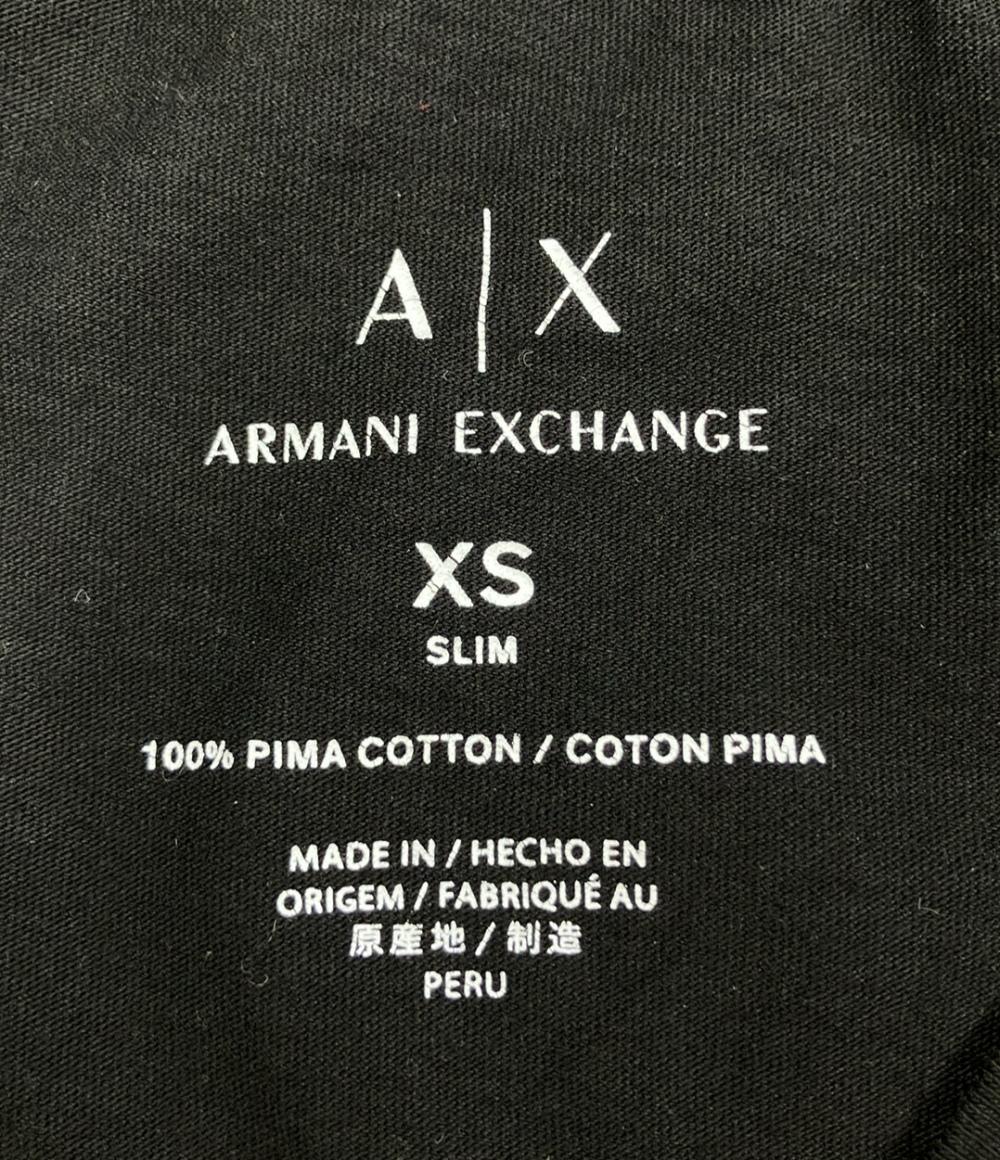 A|X
ARMANI EXCHANGE
XS
SLIM
100% PIMA COTTON / COTON PIMA
MADE IN / HECHO EN
ORIGEM / FABRIQUÉ AU
原産地 / 制造
PERU